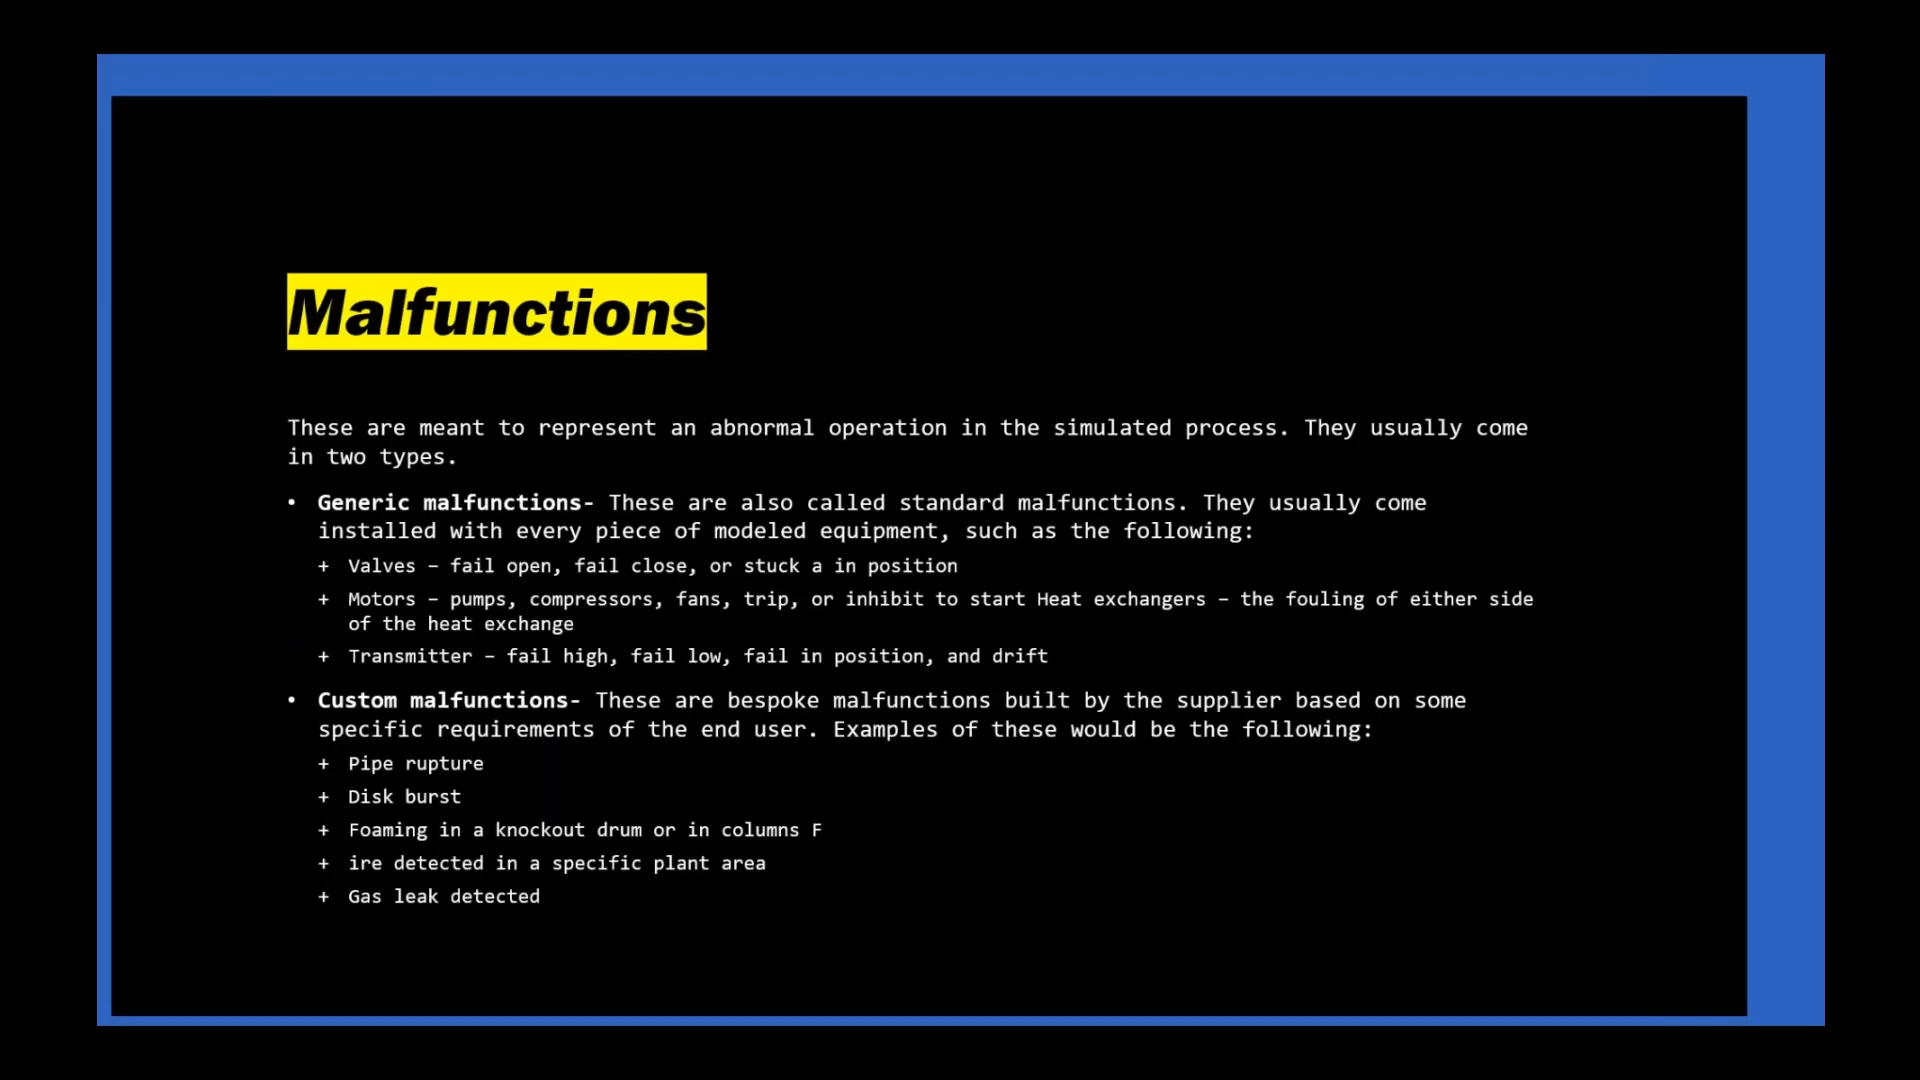 Malfunctions
These are meant to represent an abnormal operation in the simulated process. They usually come
in two types.
• Generic malfunctions- These are also called standard malfunctions. They usually come
installed with every piece of modeled equipment, such as the following:
+ Valves – fail open, fail close, or stuck a in position
+ Motors – pumps, compressors, fans, trip, or inhibit to start Heat exchangers – the fouling of either side
of the heat exchange
+ Transmitter – fail high, fail low, fail in position, and drift
• Custom malfunctions- These are bespoke malfunctions built by the supplier based on some
specific requirements of the end user. Examples of these would be the following:
+ Pipe rupture
+ Disk burst
+ Foaming in a knockout drum or in columns F
+ ire detected in a specific plant area
+ Gas leak detected